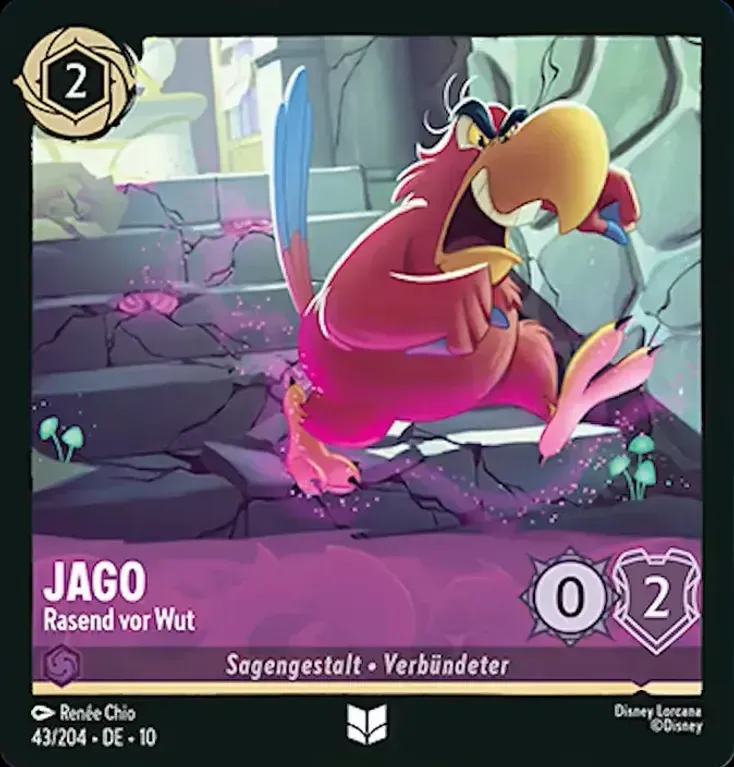 2
JAGO
Rasend vor Wut
0
2
Sagengestalt • Verbündeter
Renée Chio
43/204 • DE • 10
Disney Lorcana
©Disney